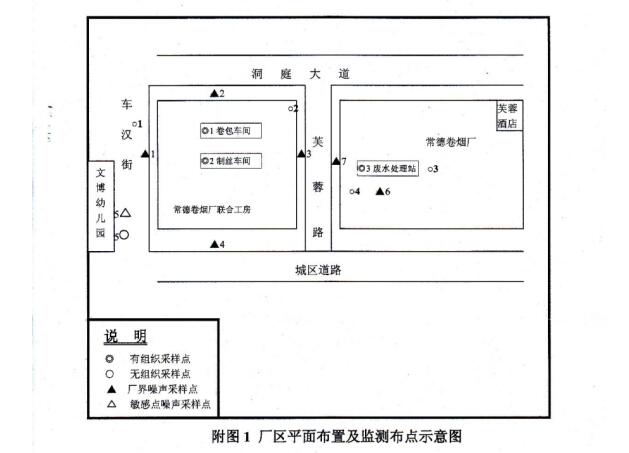 洞庭大道
▲2
车汉街
○1
◎1 卷包车间
○2
芙蓉路
芙蓉酒店
常德卷烟厂
▲1
◎2 制丝车间
▲3
▲7
◎3 废水处理站
○3
文博幼儿园
○4
▲6
常德卷烟厂联合工房
5△
5○
▲4
城区道路
说 明
◎ 有组织采样点
○ 无组织采样点
▲ 厂界噪声采样点
△ 敏感点噪声采样点
附图 1 厂区平面布置及监测布点示意图